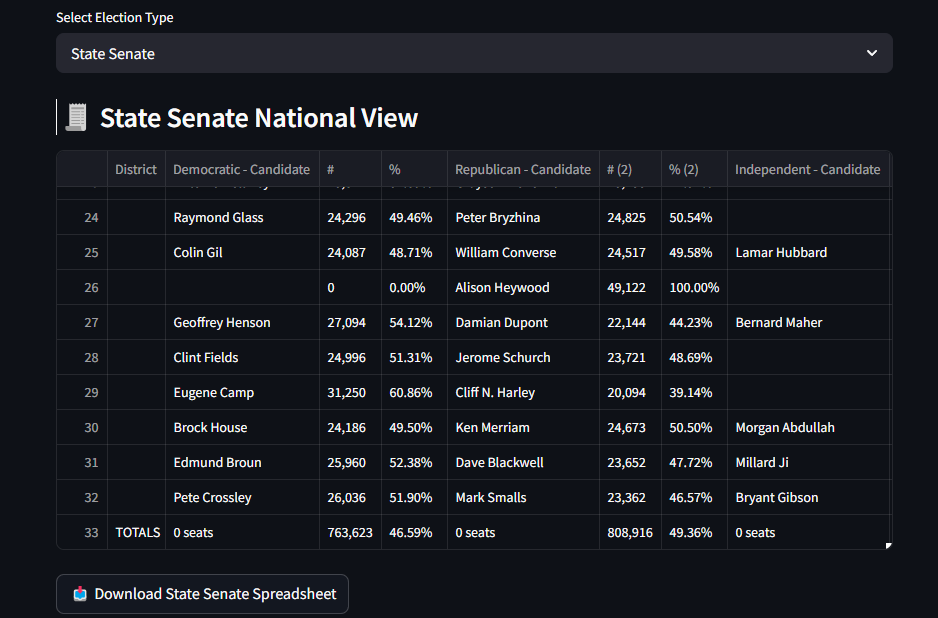 Select Election Type
State Senate
State Senate National View
District Democratic - Candidate # % Republican - Candidate # (2) % (2) Independent - Candidate
24 Raymond Glass 24,296 49.46% Peter Bryzhina 24,825 50.54%
25 Colin Gil 24,087 48.71% William Converse 24,517 49.58% Lamar Hubbard
26 0 0.00% Alison Heywood 49,122 100.00%
27 Geoffrey Henson 27,094 54.12% Damian Dupont 22,144 44.23% Bernard Maher
28 Clint Fields 24,996 51.31% Jerome Schurch 23,721 48.69%
29 Eugene Camp 31,250 60.86% Cliff N. Harley 20,094 39.14%
30 Brock House 24,186 49.50% Ken Merriam 24,673 50.50% Morgan Abdullah
31 Edmund Broun 25,960 52.38% Dave Blackwell 23,652 47.72% Millard Ji
32 Pete Crossley 26,036 51.90% Mark Smalls 23,362 46.57% Bryant Gibson
33 TOTALS 0 seats 763,623 46.59% 0 seats 808,916 49.36% 0 seats
Download State Senate Spreadsheet